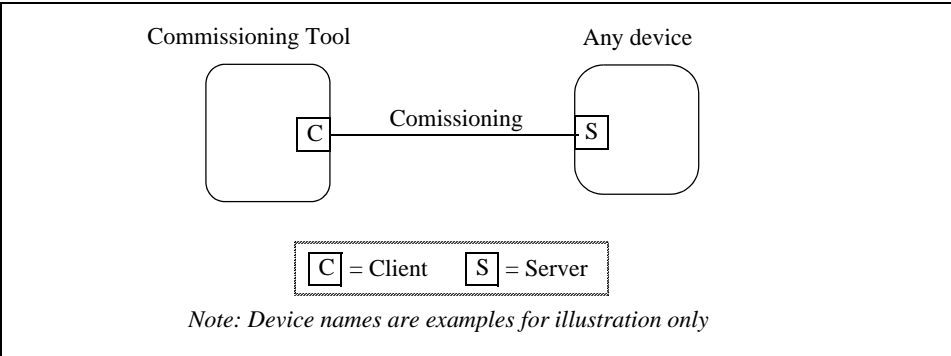 Commissioning Tool
Any device
C
Comissioning
S
C = Client
S = Server
Note: Device names are examples for illustration only